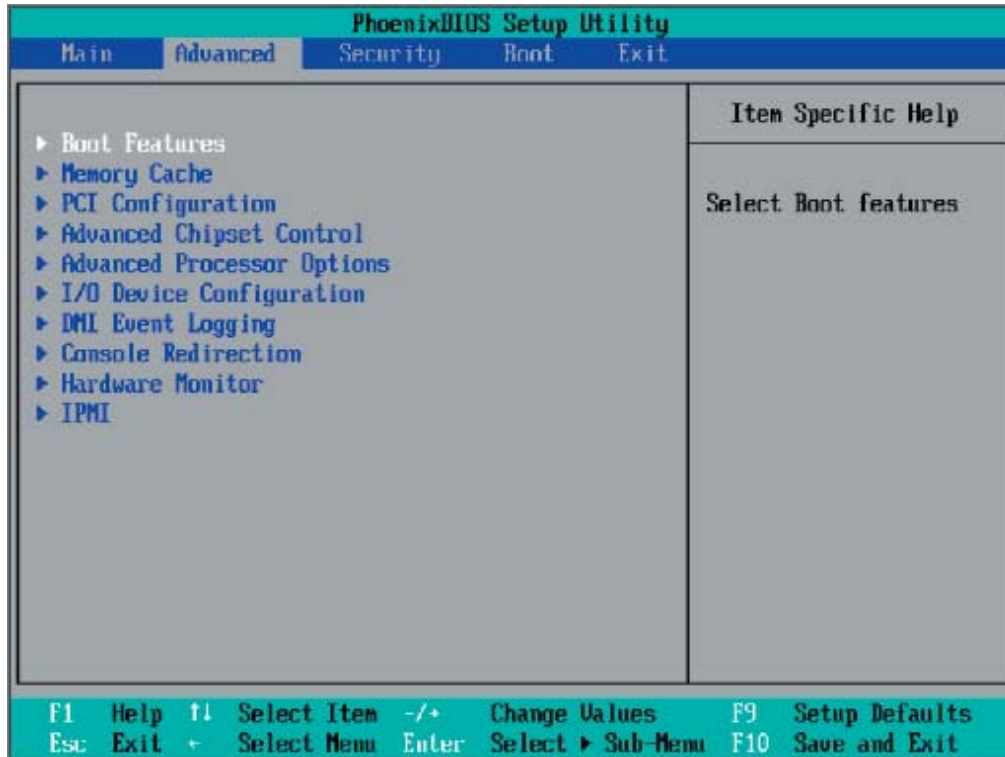 PhoenixBIOS Setup Utility
Main Advanced Security Boot Exit
Item Specific Help
Select Boot features
▶ Boot Features
▶ Memory Cache
▶ PCI Configuration
▶ Advanced Chipset Control
▶ Advanced Processor Options
▶ I/O Device Configuration
▶ DMI Event Logging
▶ Console Redirection
▶ Hardware Monitor
▶ IPMI
F1 Help ↑↓ Select Item -/+ Change Values F9 Setup Defaults
Esc Exit ← Select Menu Enter Select ▶ Sub-Menu F10 Save and Exit